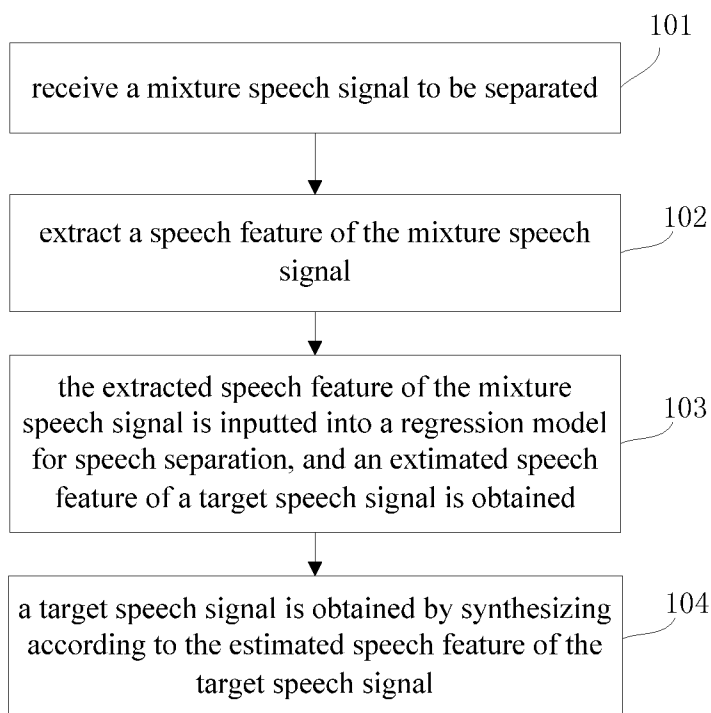 101
receive a mixture speech signal to be separated
102
extract a speech feature of the mixture speech
signal
103
the extracted speech feature of the mixture
speech signal is inputted into a regression model
for speech separation, and an extimated speech
feature of a target speech signal is obtained
104
a target speech signal is obtained by synthesizing
according to the estimated speech feature of the
target speech signal